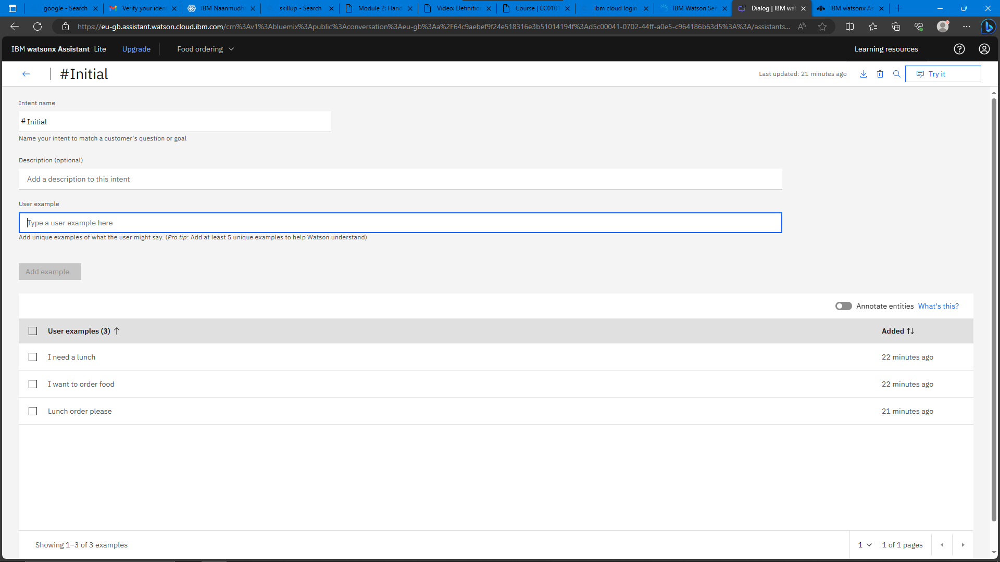 google - Search
Verify your iden
IBM Naanmudh
skillup - Search
Module 2: Hand
Video: Definition
Course | CC0101
ibm cloud login
IBM Watson Ser
Dialog | IBM wat
IBM watsonx As
https://eu-gb.assistant.watson.cloud.ibm.com/crn%3Av1%3Abluemix%3Apublic%3Aconversation%3Aeu-gb%3Aa%2F64c9aebef9f24e518316e3b51014194f%3Ad5c00041-0702-44ff-a0e5-c964186b63d5%3A%3A/assistants...
IBM watsonx Assistant Lite Upgrade Food ordering Learning resources
#Initial Last updated: 21 minutes ago Try it
Intent name
# Initial
Name your intent to match a customer's question or goal
Description (optional)
Add a description to this intent
User example
Type a user example here
Add unique examples of what the user might say. (Pro tip: Add at least 5 unique examples to help Watson understand)
Add example
Annotate entities What's this?
User examples (3) Added
I need a lunch 22 minutes ago
I want to order food 22 minutes ago
Lunch order please 21 minutes ago
Showing 1–3 of 3 examples 1 1 of 1 pages